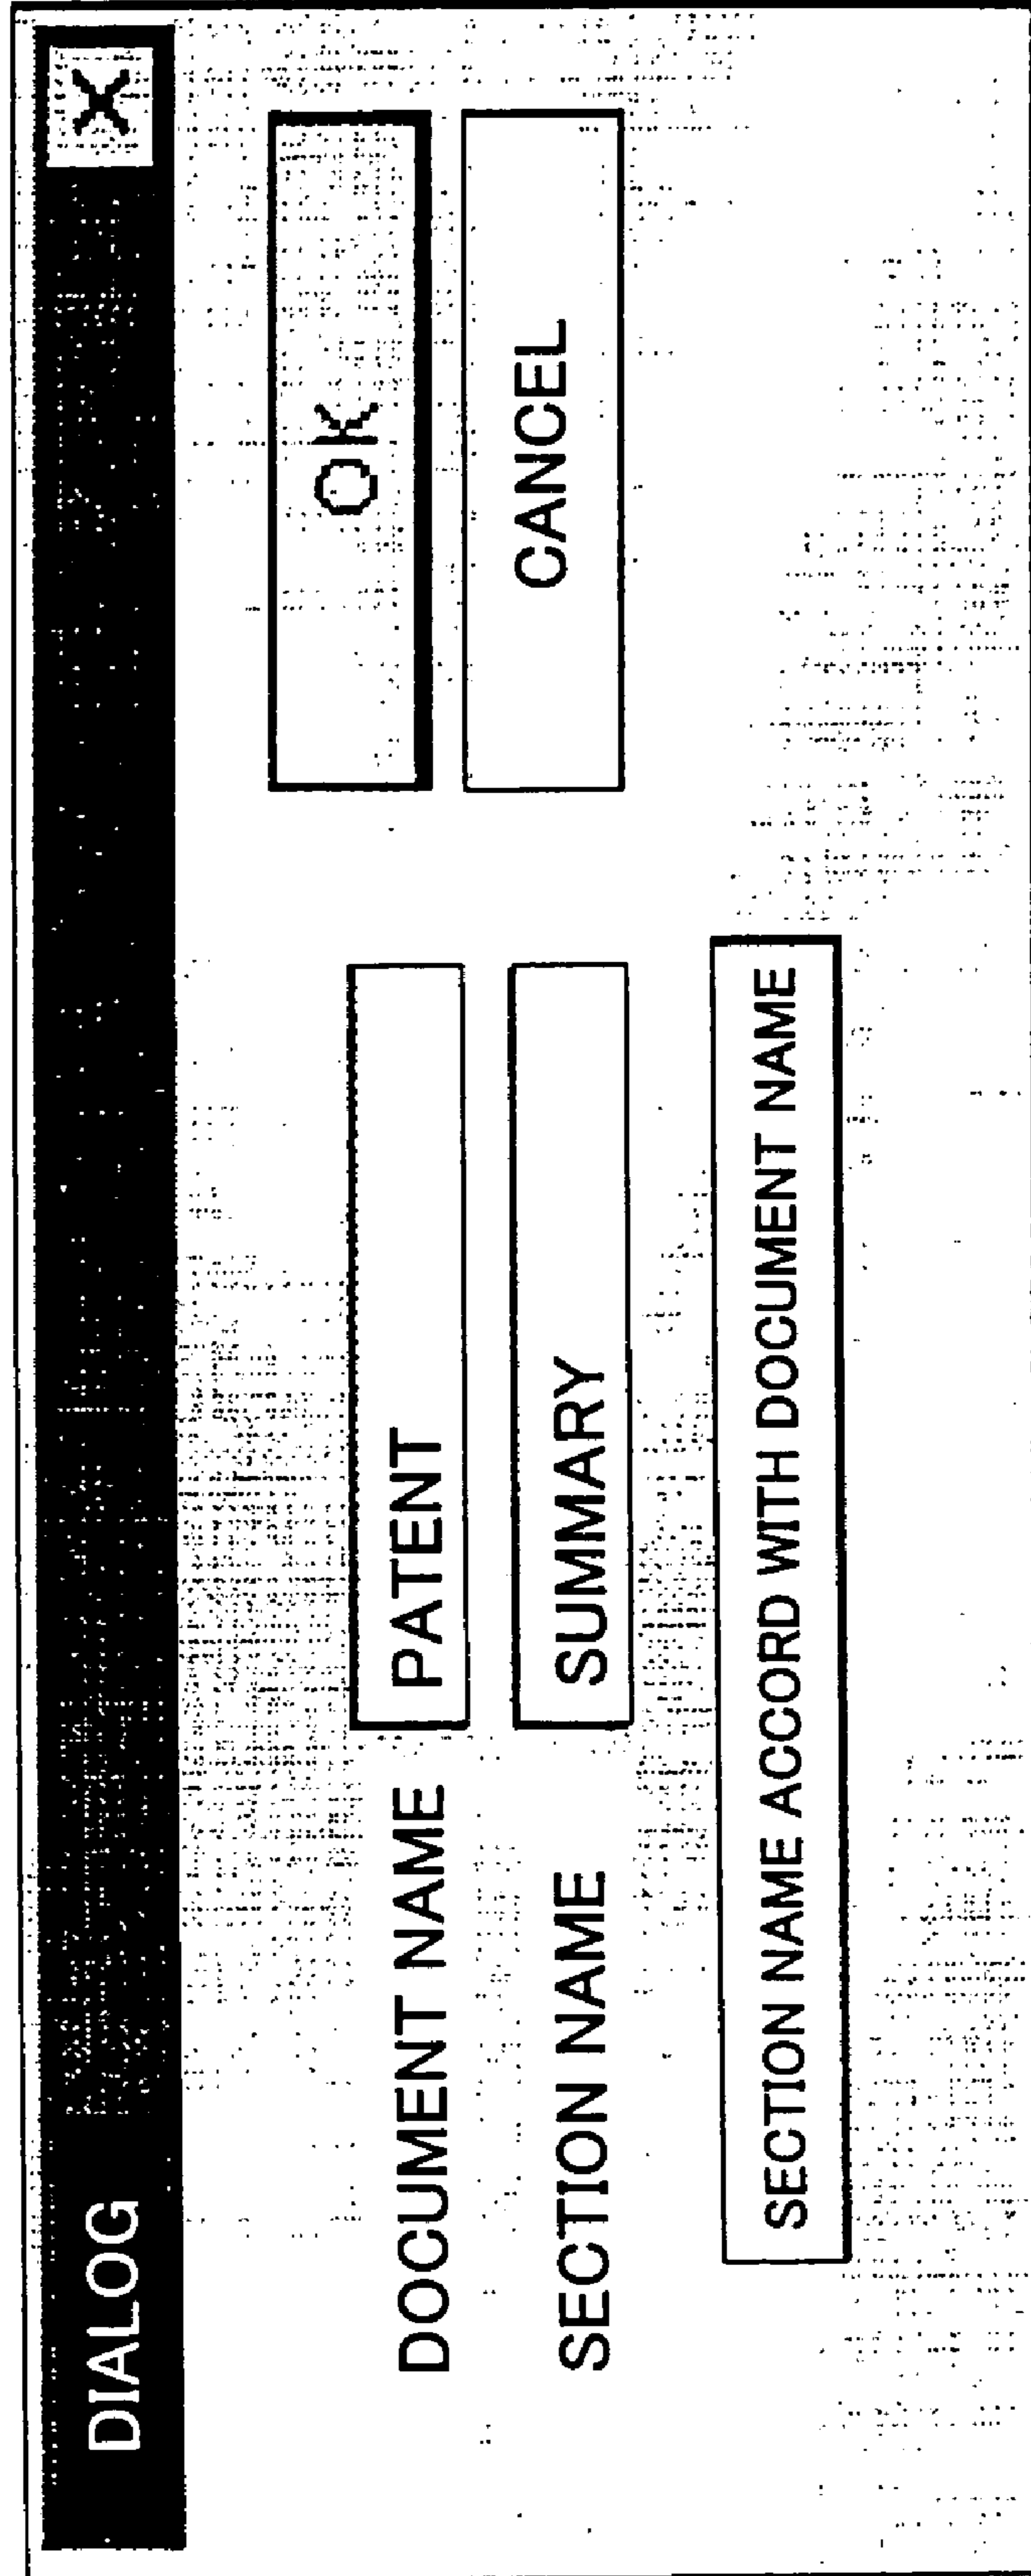 DIALOG X
OK
DOCUMENT NAME PATENT
CANCEL
SECTION NAME SUMMARY
SECTION NAME ACCORD WITH DOCUMENT NAME